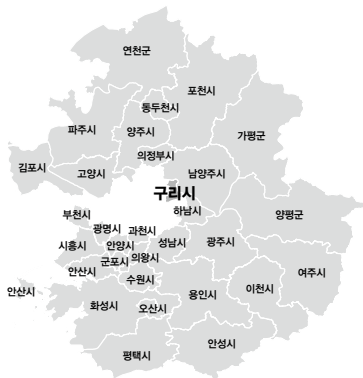 연천군
포천시
동두천시
파주시
양주시
가평군
의정부시
김포시
고양시
남양주시
구리시
하남시
부천시
양평군
광명시
과천시
시흥시
안양시
성남시
광주시
군포시
의왕시
안산시
수원시
여주시
안산시
용인시
이천시
화성시
오산시
안성시
평택시